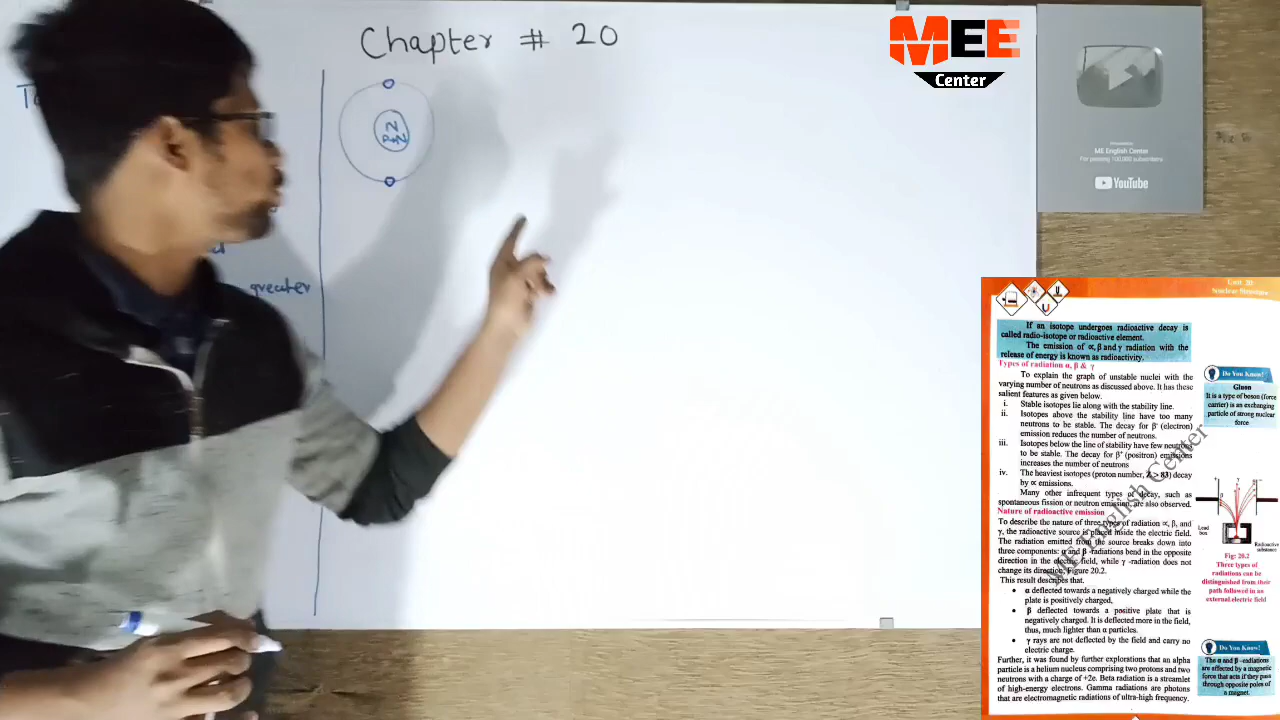 Chapter # 20
N
P+N
greater
MEE
Center
Presented to
ME English Center
For passing 100,000 subscribers
YouTube
Unit 20
Nuclear Structure
If an isotope undergoes radioactive decay is
called radio-isotope or radioactive element.
The emission of α, β and γ radiation with the
release of energy is known as radioactivity.
Types of radiation α, β & γ
To explain the graph of unstable nuclei with the
varying number of neutrons as discussed above. It has these
salient features as given below.
i. Stable isotopes lie along with the stability line.
ii. Isotopes above the stability line have too many
neutrons to be stable. The decay for β⁻ (electron)
emission reduces the number of neutrons.
iii. Isotopes below the line of stability have few neutrons
to be stable. The decay for β⁺ (positron) emissions
increases the number of neutrons
iv. The heaviest isotopes (proton number, Z > 83) decay
by α emissions.
Many other infrequent types of decay, such as
spontaneous fission or neutron emission, are also observed.
Nature of radioactive emission
To describe the nature of three type of radiation α, β, and
γ, the radioactive source is placed inside the electric field.
The radiation emitted from the source breaks down into
three components: α and β -radiations bend in the opposite
direction in the electric field, while γ -radiation does not
change its direction, Figure 20.2.
This result describes that.
• α deflected towards a negatively charged while the
plate is positively charged,
• β deflected towards a positive plate that is
negatively charged. It is deflected more in the field,
thus, much lighter than α particles.
• γ rays are not deflected by the field and carry no
electric charge.
Further, it was found by further explorations that an alpha
particle is a helium nucleus comprising two protons and two
neutrons with a charge of +2e. Beta radiation is a streamlet
of high-energy electrons. Gamma radiations are photons
that are electromagnetic radiations of ultra-high frequency.
Do You Know!
Gluon
It is a type of boson (force
carrier) is an exchanging
particle of strong nuclear
force
Lead
box
Radioactive
substance
Fig: 20.2
Three types of
radiations can be
distinguished from their
path followed in an
external electric field
Do You Know!
The α and β -radiations
are affected by a magnetic
force that acts if they pass
through opposite poles of
a magnet.
ME English Center